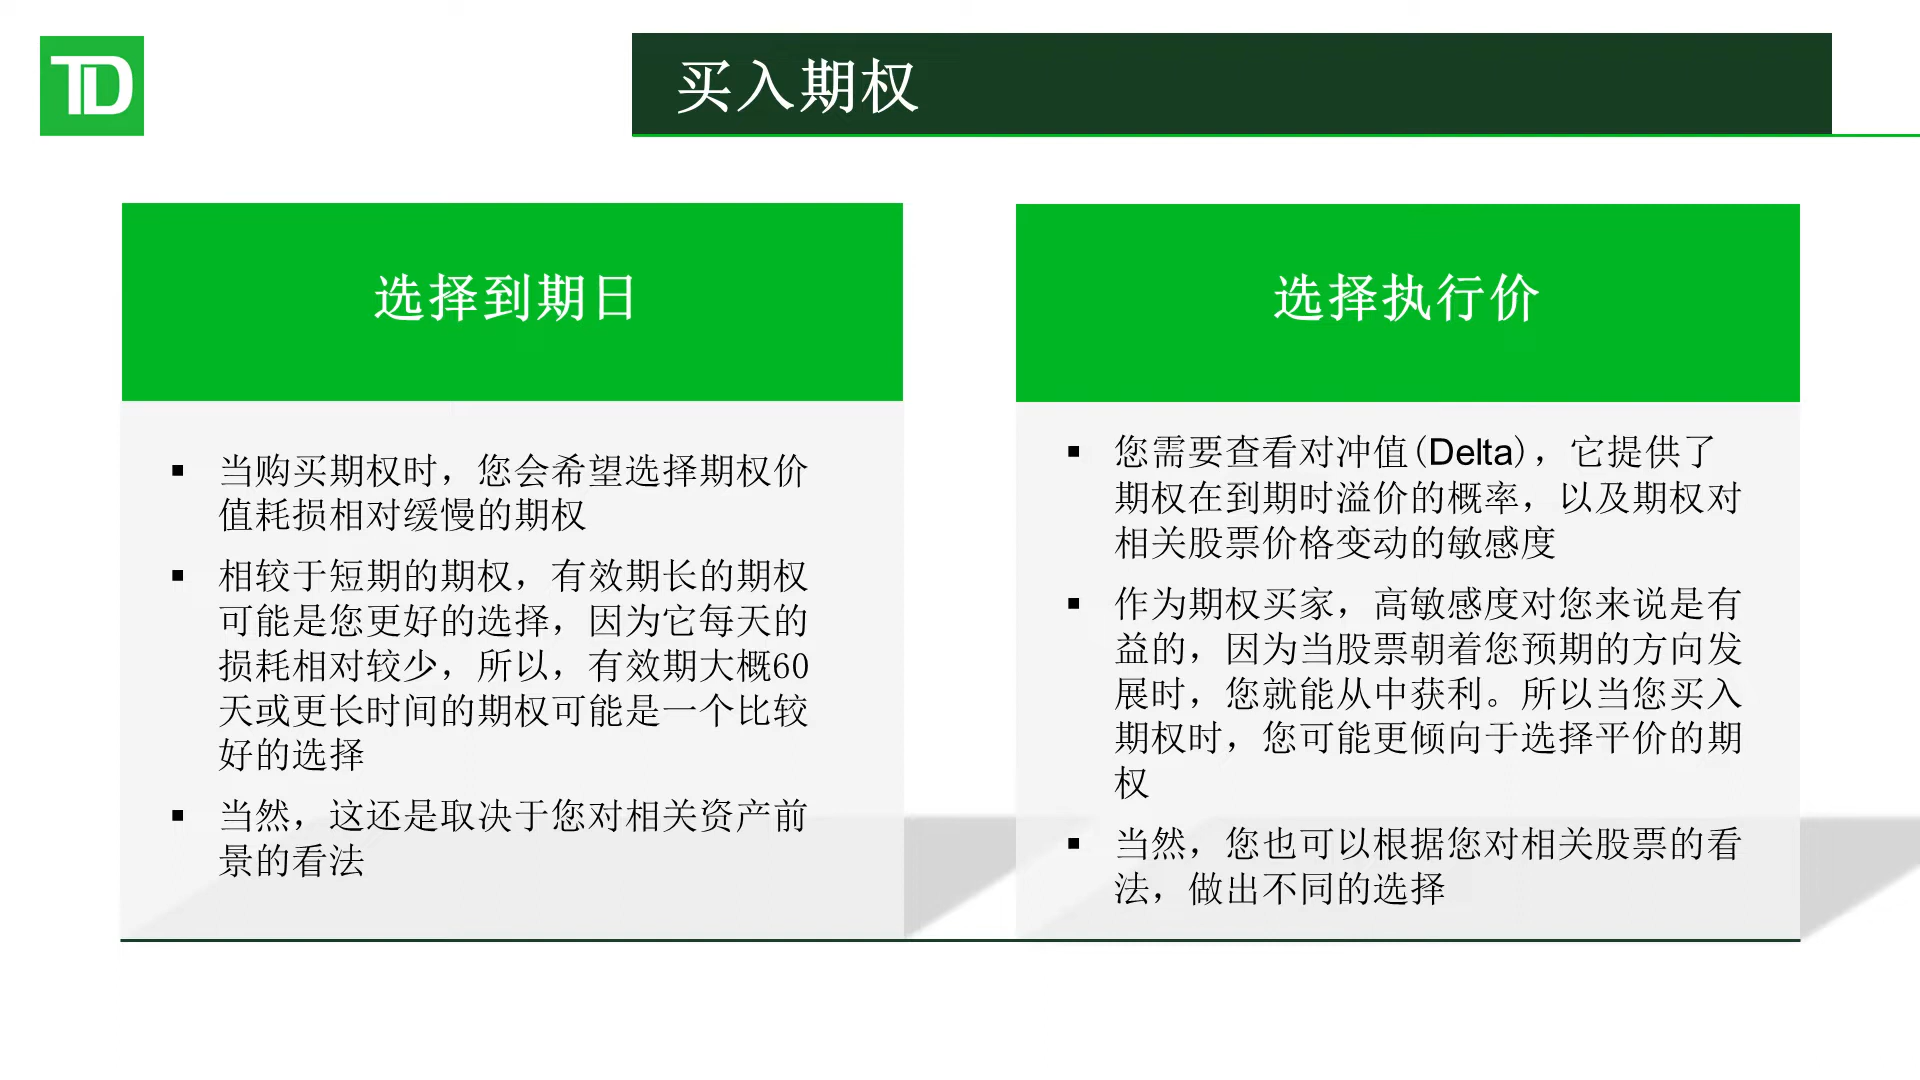 TD
买入期权
选择到期日
▪ 当购买期权时，您会希望选择期权价
值耗损相对缓慢的期权
▪ 相较于短期的期权，有效期长的期权
可能是您更好的选择，因为它每天的
损耗相对较少，所以，有效期大概60
天或更长时间的期权可能是一个比较
好的选择
▪ 当然，这还是取决于您对相关资产前
景的看法
选择执行价
▪ 您需要查看对冲值(Delta)，它提供了
期权在到期时溢价的概率，以及期权对
相关股票价格变动的敏感度
▪ 作为期权买家，高敏感度对您来说是有
益的，因为当股票朝着您预期的方向发
展时，您就能从中获利。所以当您买入
期权时，您可能更倾向于选择平价的期
权
▪ 当然，您也可以根据您对相关股票的看
法，做出不同的选择